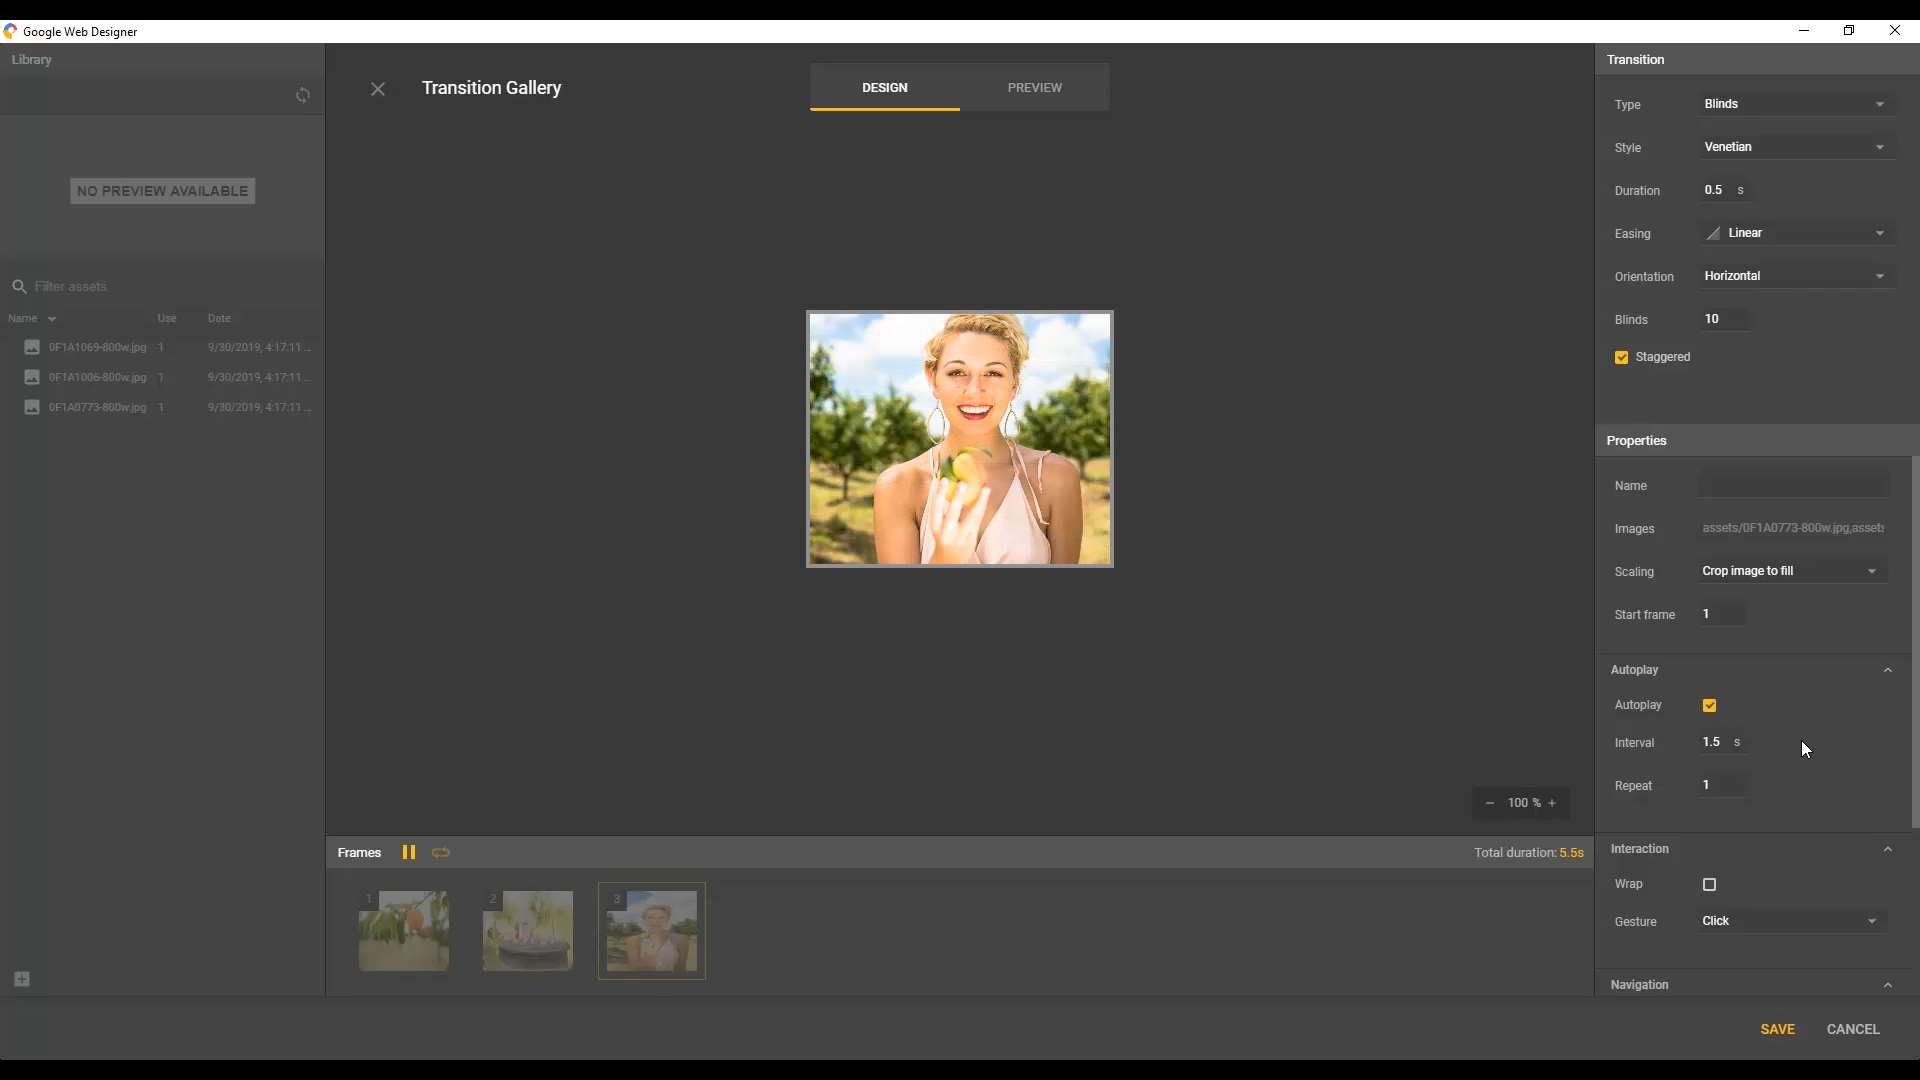 Google Web Designer
Library
NO PREVIEW AVAILABLE
Filter assets
Name Use Date
0F1A1069-800w.jpg 1 9/30/2019, 4:17:11 ...
0F1A1006-800w.jpg 1 9/30/2019, 4:17:11 ...
0F1A0773-800w.jpg 1 9/30/2019, 4:17:11 ...
Transition Gallery
DESIGN PREVIEW
100 %
Frames
Total duration: 5.5s
1 2 3
Transition
Type Blinds
Style Venetian
Duration 0.5 s
Easing Linear
Orientation Horizontal
Blinds 10
Staggered
Properties
Name
Images assets/0F1A0773-800w.jpg,assets
Scaling Crop image to fill
Start frame 1
Autoplay
Autoplay
Interval 1.5 s
Repeat 1
Interaction
Wrap
Gesture Click
Navigation
SAVE CANCEL